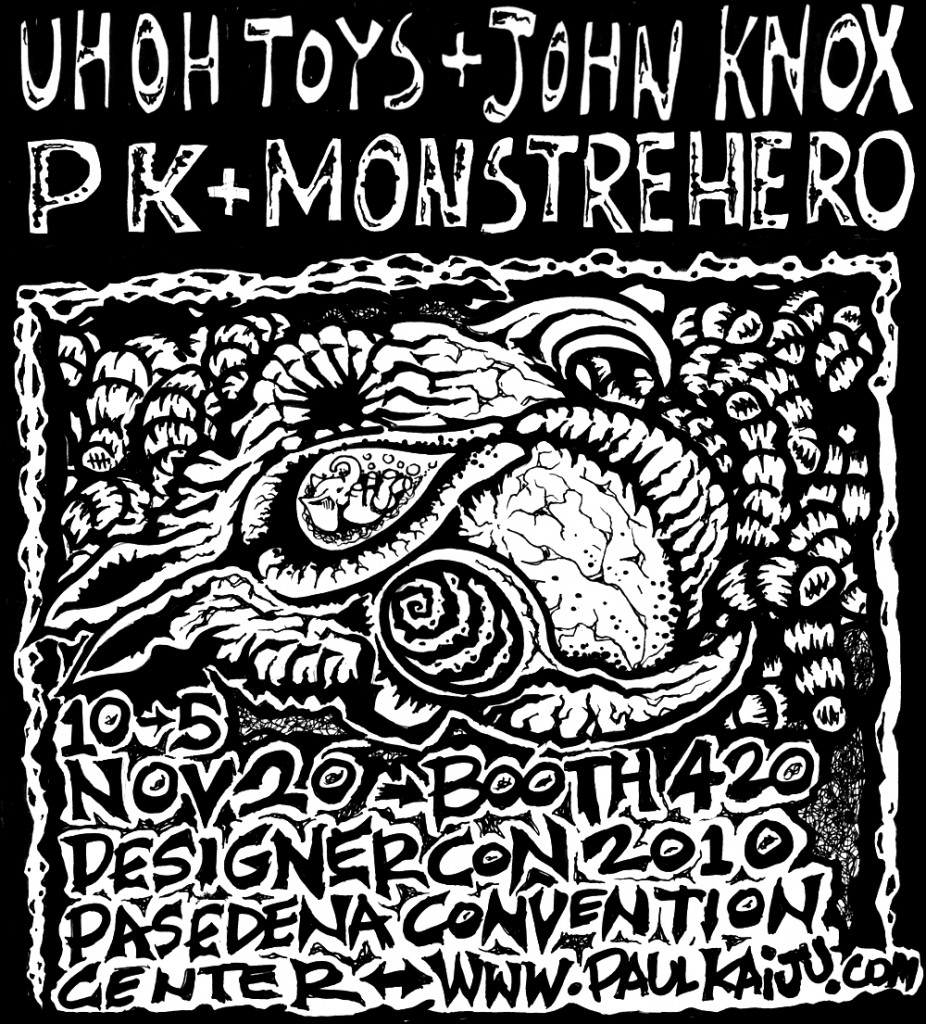 UHOH TOYS + JOHN KNOX
PK + MONSTREHERO
10→5
NOV 20 → BOOTH 420
DESIGNERCON 2010
PASEDENA CONVENTION
CENTER → WWW.PAULKAiJU.COM